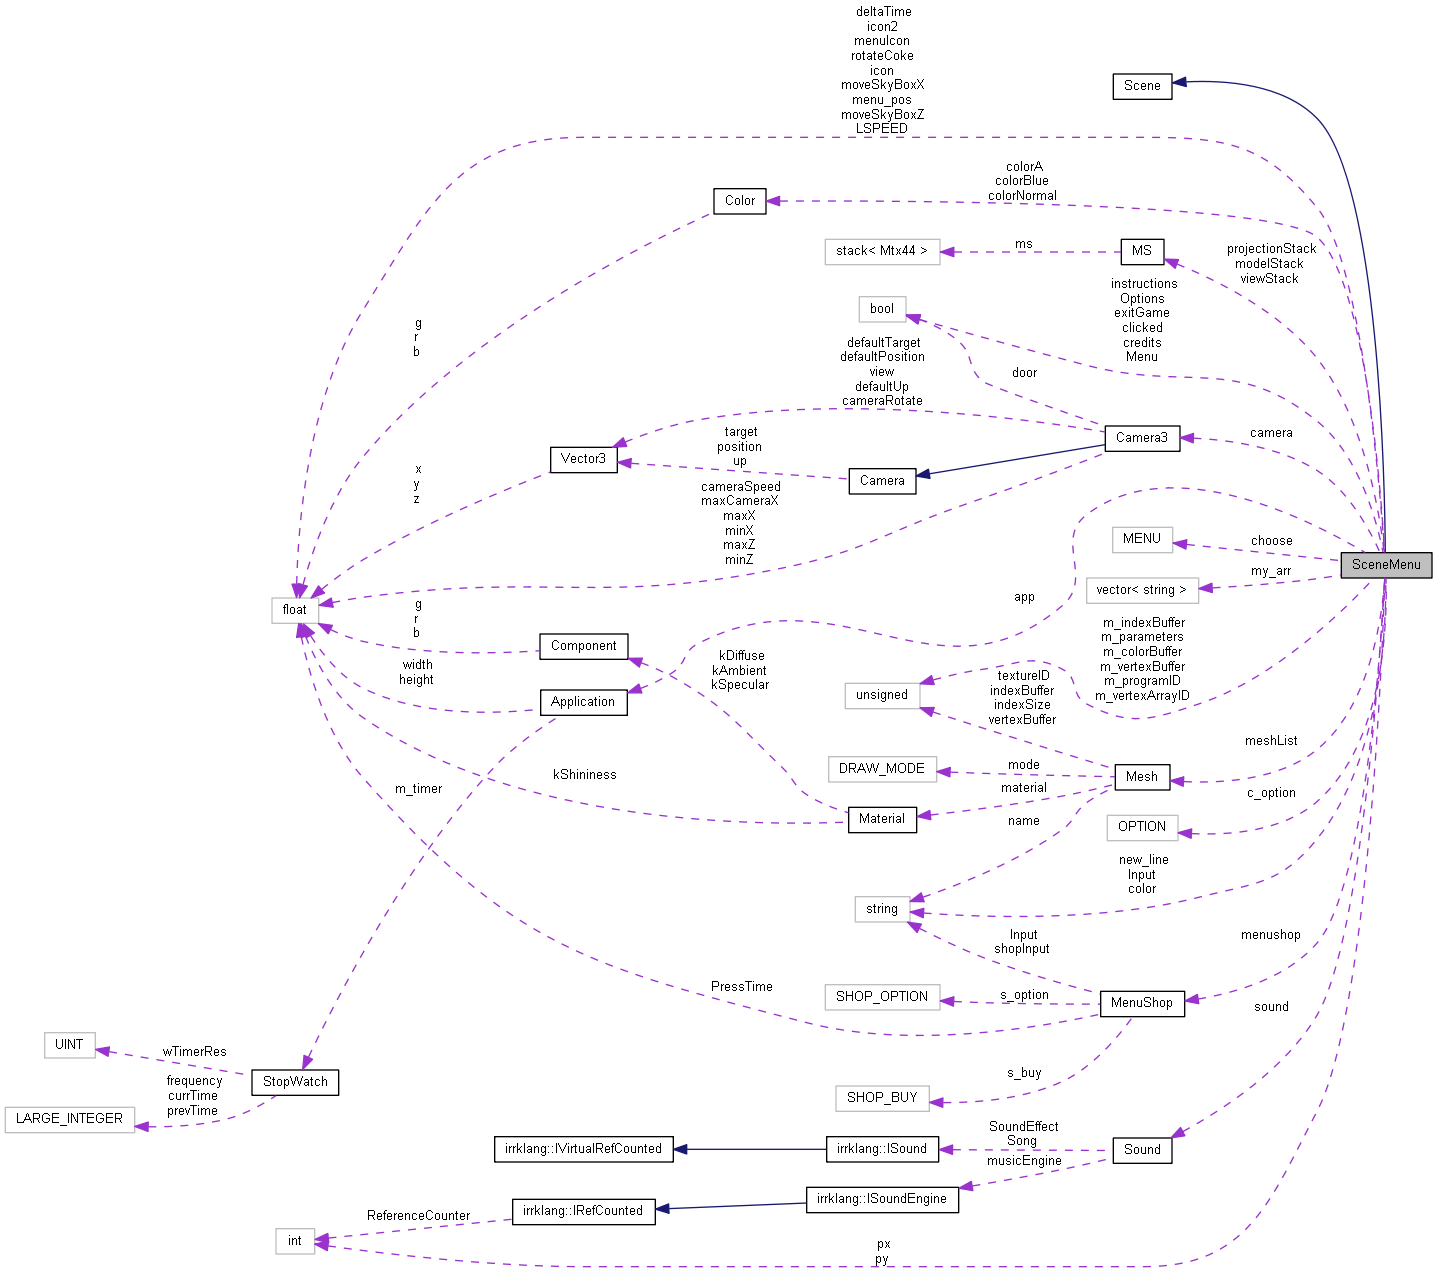 deltaTime
icon2
menuIcon
rotateCoke
icon
moveSkyBoxX
menu_pos
moveSkyBoxZ
LSPEED
Scene
colorA
colorBlue
colorNormal
Color
projectionStack
modelStack
viewStack
stack< Mtx44 >
ms
MS
instructions
Options
exitGame
clicked
credits
Menu
bool
g
r
b
defaultTarget
defaultPosition
view
defaultUp
cameraRotate
door
Camera3
camera
target
position
up
Vector3
Camera
x
y
z
cameraSpeed
maxCameraX
maxX
minX
maxZ
minZ
MENU
choose
SceneMenu
my_arr
vector< string >
app
float
g
r
b
Component
width
height
Application
kDiffuse
kAmbient
kSpecular
m_indexBuffer
m_parameters
m_colorBuffer
m_vertexBuffer
m_programID
m_vertexArrayID
unsigned
textureID
indexBuffer
indexSize
vertexBuffer
meshList
DRAW_MODE
mode
Mesh
material
kShininess
m_timer
Material
c_option
OPTION
name
new_line
Input
color
string
Input
shopInput
menushop
PressTime
SHOP_OPTION
s_option
MenuShop
sound
UINT
wTimerRes
StopWatch
frequency
currTime
prevTime
LARGE_INTEGER
s_buy
SHOP_BUY
SoundEffect
Song
irrklang::IVirtualRefCounted
irrklang::ISound
Sound
musicEngine
irrklang::ISoundEngine
irrklang::IRefCounted
ReferenceCounter
int
px
py